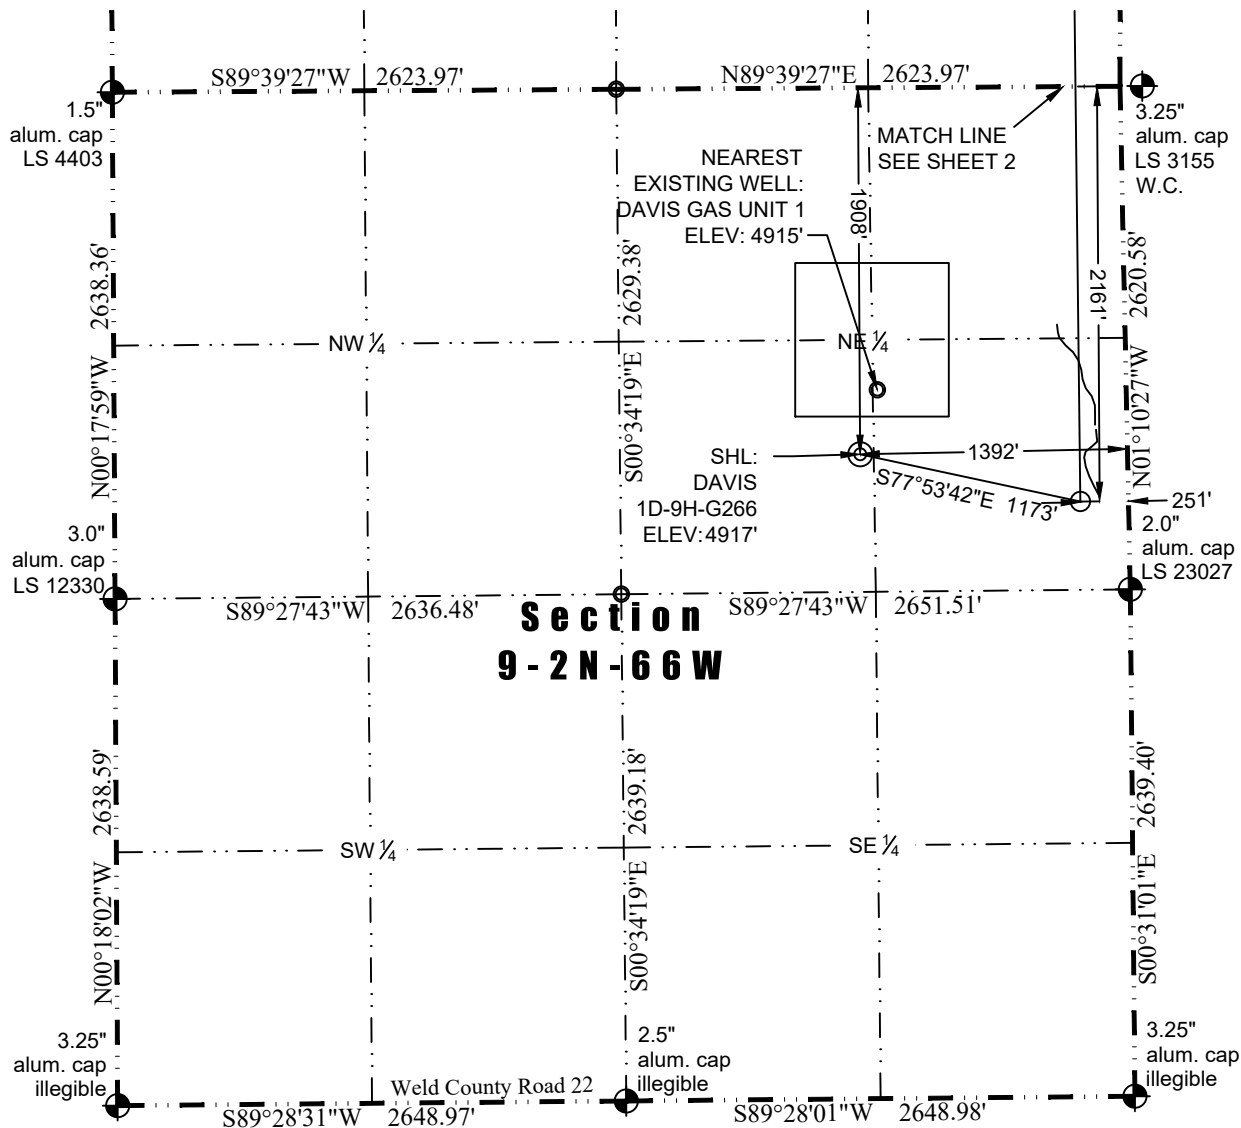 S89°39'27"W 2623.97'
N89°39'27"E 2623.97'
1.5"
alum. cap
LS 4403
3.25"
alum. cap
LS 3155
W.C.
MATCH LINE
SEE SHEET 2
NEAREST
EXISTING WELL:
DAVIS GAS UNIT 1
ELEV: 4915'
1908'
2161'
N00°17'59"W 2638.36'
S00°34'19"E 2629.38'
N01°10'27"W 2620.58'
NW 1/4
NE 1/4
SHL:
DAVIS
1D-9H-G266
ELEV:4917'
1392'
S77°53'42"E 1173'
251'
3.0"
alum. cap
LS 12330
2.0"
alum. cap
LS 23027
S89°27'43"W 2636.48'
S89°27'43"W 2651.51'
Section
9-2N-66W
N00°18'02"W 2638.59'
S00°34'19"E 2639.18'
S00°31'01"E 2639.40'
SW 1/4
SE 1/4
3.25"
alum. cap
illegible
2.5"
alum. cap
illegible
3.25"
alum. cap
illegible
Weld County Road 22
S89°28'31"W 2648.97'
S89°28'01"W 2648.98'